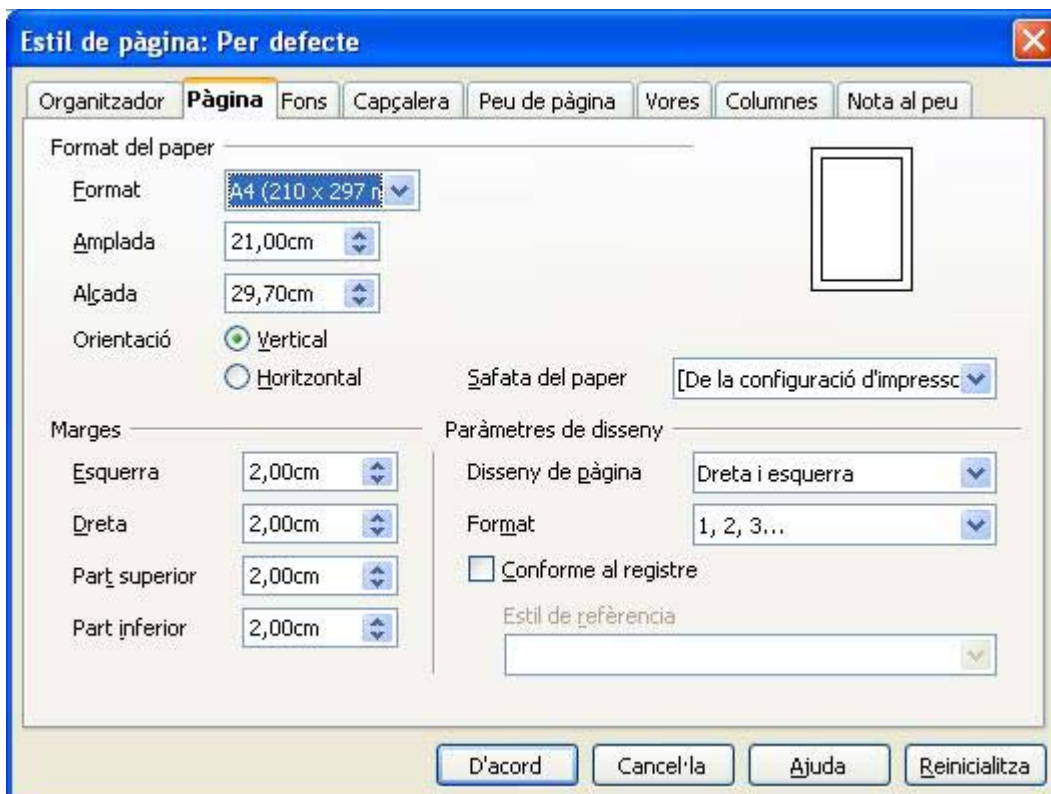 Estil de pàgina: Per defecte
Organitzador Pàgina Fons Capçalera Peu de pàgina Vores Columnes Nota al peu
Format del paper
Format A4 (210 x 297 
Amplada 21,00cm
Alçada 29,70cm
Orientació Vertical
Horitzontal
Safata del paper [De la configuració d'impressc
Marges
Esquerra 2,00cm
Dreta 2,00cm
Part superior 2,00cm
Part inferior 2,00cm
Paràmetres de disseny
Disseny de pàgina Dreta i esquerra
Format 1, 2, 3...
Conforme al registre
Estil de refèrencia
D'acord Cancel·la Ajuda Reinicialitza